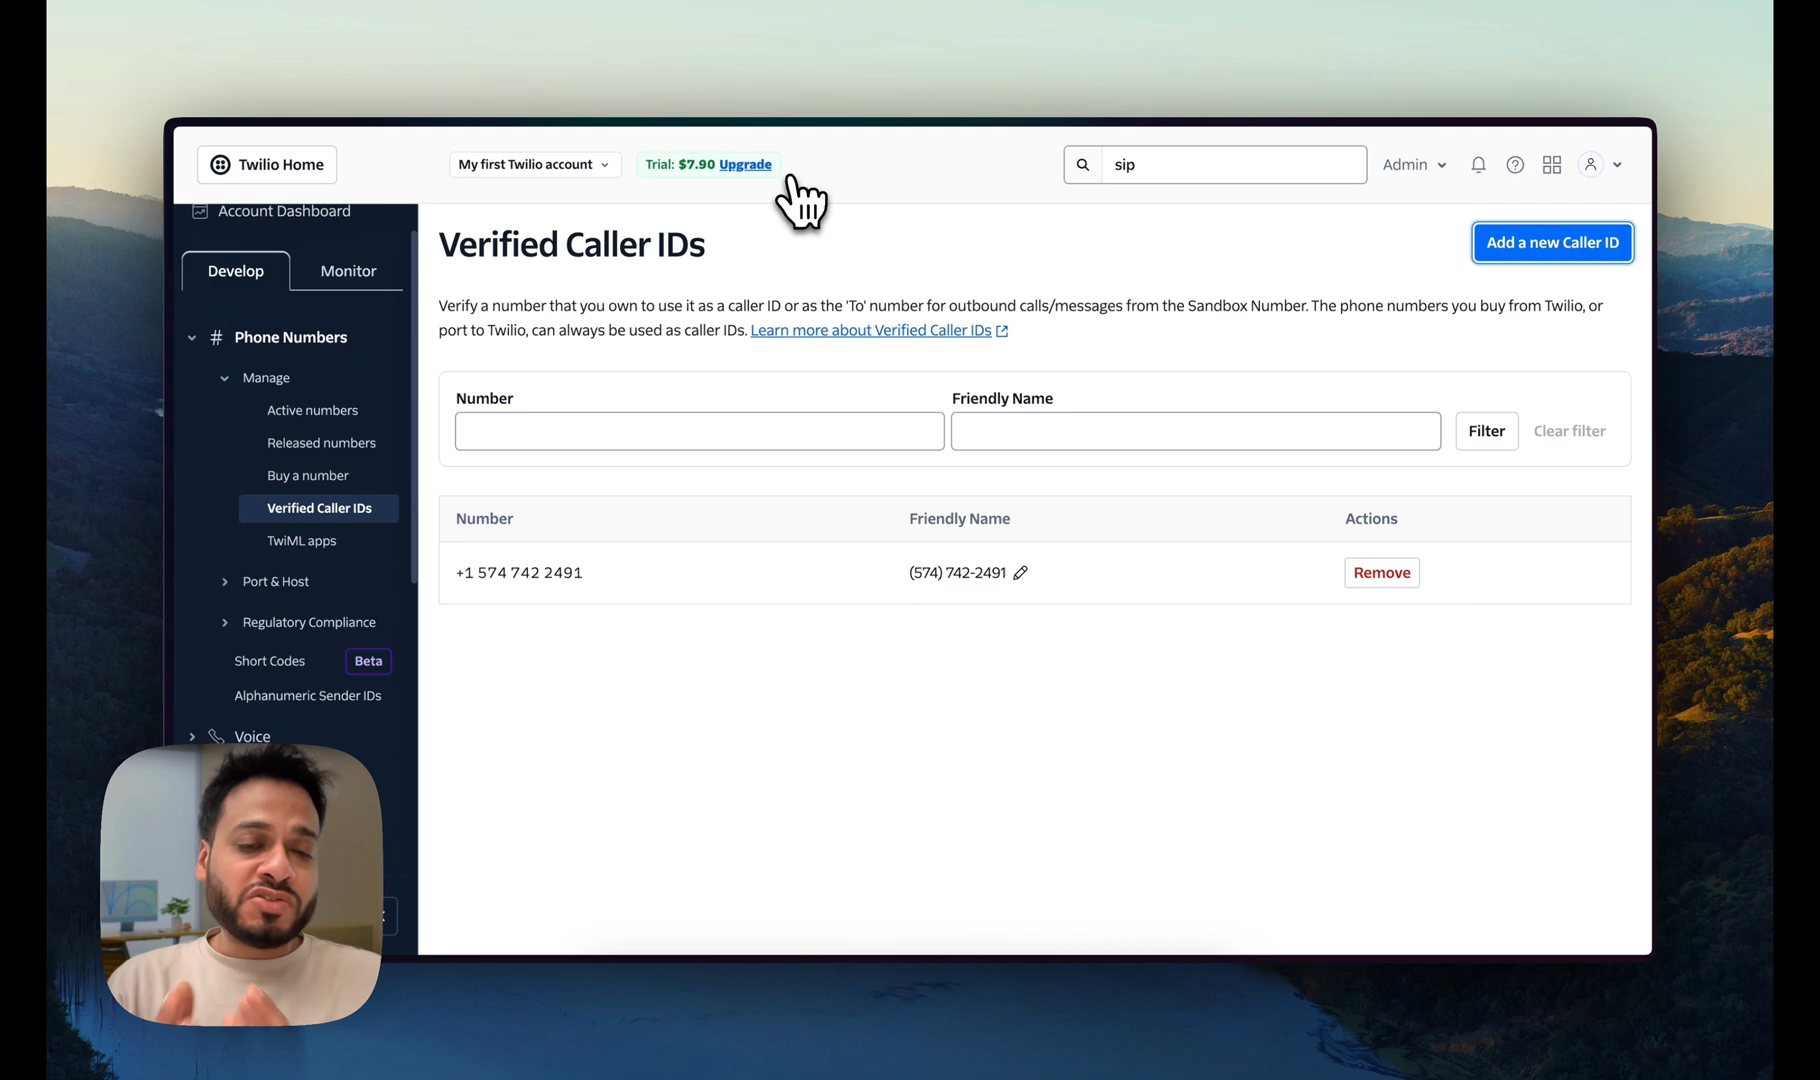 Twilio Home
My first Twilio account
Trial: $7.90 Upgrade
sip
Admin
Account Dashboard
Develop
Monitor
Phone Numbers
Manage
Active numbers
Released numbers
Buy a number
Verified Caller IDs
TwiML apps
Port & Host
Regulatory Compliance
Short Codes
Beta
Alphanumeric Sender IDs
Voice
Verified Caller IDs
Add a new Caller ID
Verify a number that you own to use it as a caller ID or as the 'To' number for outbound calls/messages from the Sandbox Number. The phone numbers you buy from Twilio, or
port to Twilio, can always be used as caller IDs. Learn more about Verified Caller IDs
Number
Friendly Name
Filter
Clear filter
Number
Friendly Name
Actions
+1 574 742 2491
(574) 742-2491
Remove